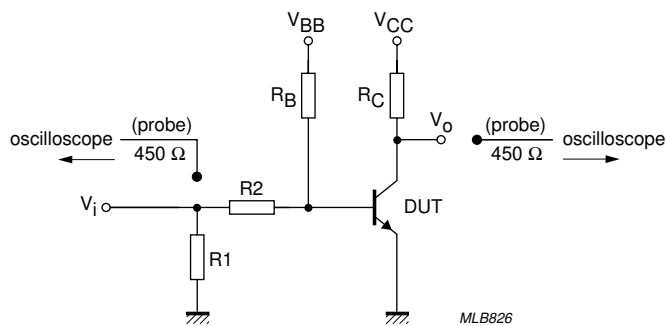 VBB
VCC
RB
RC
Vo
(probe)
450 Ω
oscilloscope
(probe)
450 Ω
oscilloscope
Vi
R2
DUT
R1
MLB826